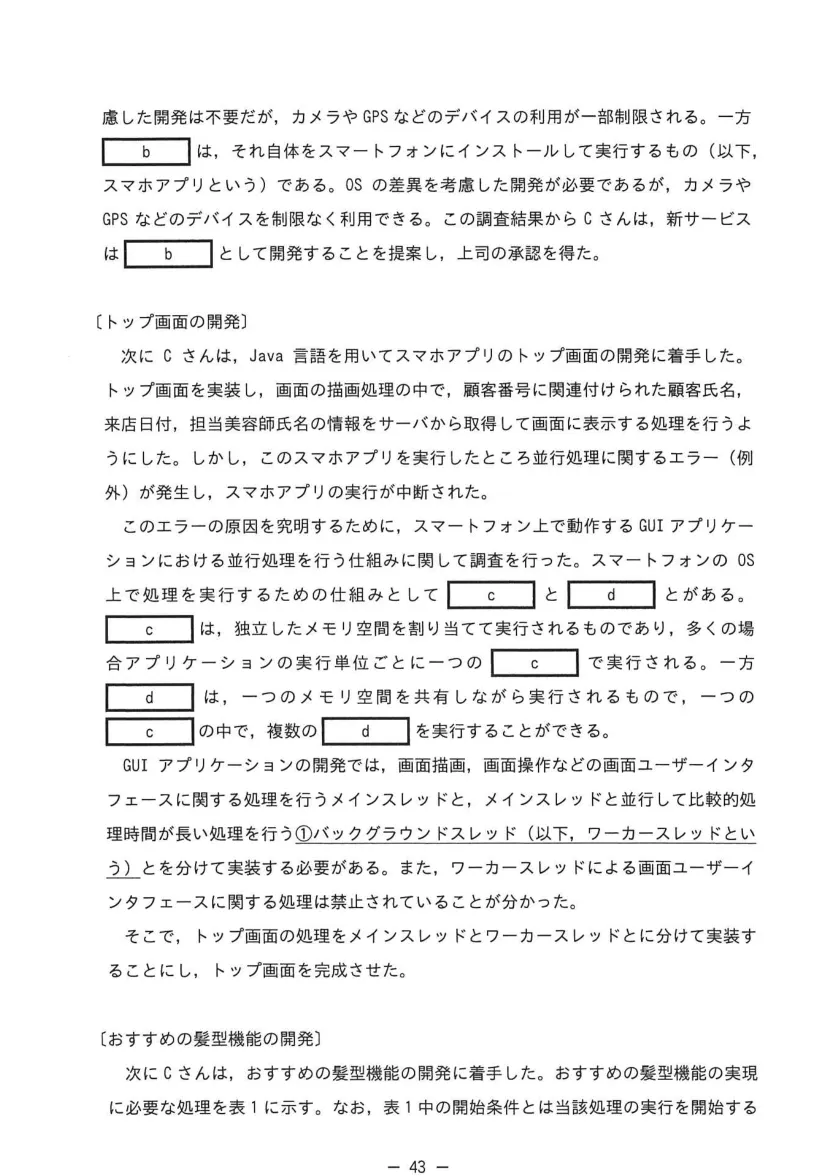 慮した開発は不要だが，カメラや GPS などのデバイスの利用が一部制限される。一方
b は，それ自体をスマートフォンにインストールして実行するもの（以下，
スマホアプリという）である。OS の差異を考慮した開発が必要であるが，カメラや
GPS などのデバイスを制限なく利用できる。この調査結果から C さんは，新サービス
は b として開発することを提案し，上司の承認を得た。
〔トップ画面の開発〕
次に C さんは，Java 言語を用いてスマホアプリのトップ画面の開発に着手した。
トップ画面を実装し，画面の描画処理の中で，顧客番号に関連付けられた顧客氏名，
来店日付，担当美容師氏名の情報をサーバから取得して画面に表示する処理を行うよ
うにした。しかし，このスマホアプリを実行したところ並行処理に関するエラー（例
外）が発生し，スマホアプリの実行が中断された。
このエラーの原因を究明するために，スマートフォン上で動作する GUI アプリケー
ションにおける並行処理を行う仕組みに関して調査を行った。スマートフォンの OS
上で処理を実行するための仕組みとして c と d とがある。
c は，独立したメモリ空間を割り当てて実行されるものであり，多くの場
合アプリケーションの実行単位ごとに一つの c で実行される。一方
d は，一つのメモリ空間を共有しながら実行されるもので，一つの
c の中で，複数の d を実行することができる。
GUI アプリケーションの開発では，画面描画，画面操作などの画面ユーザーインタ
フェースに関する処理を行うメインスレッドと，メインスレッドと並行して比較的処
理時間が長い処理を行う①バックグラウンドスレッド（以下，ワーカースレッドとい
う）とを分けて実装する必要がある。また，ワーカースレッドによる画面ユーザーイ
ンタフェースに関する処理は禁止されていることが分かった。
そこで，トップ画面の処理をメインスレッドとワーカースレッドとに分けて実装す
ることにし，トップ画面を完成させた。
〔おすすめの髪型機能の開発〕
次に C さんは，おすすめの髪型機能の開発に着手した。おすすめの髪型機能の実現
に必要な処理を表 1 に示す。なお，表 1 中の開始条件とは当該処理の実行を開始する
－ 43 －